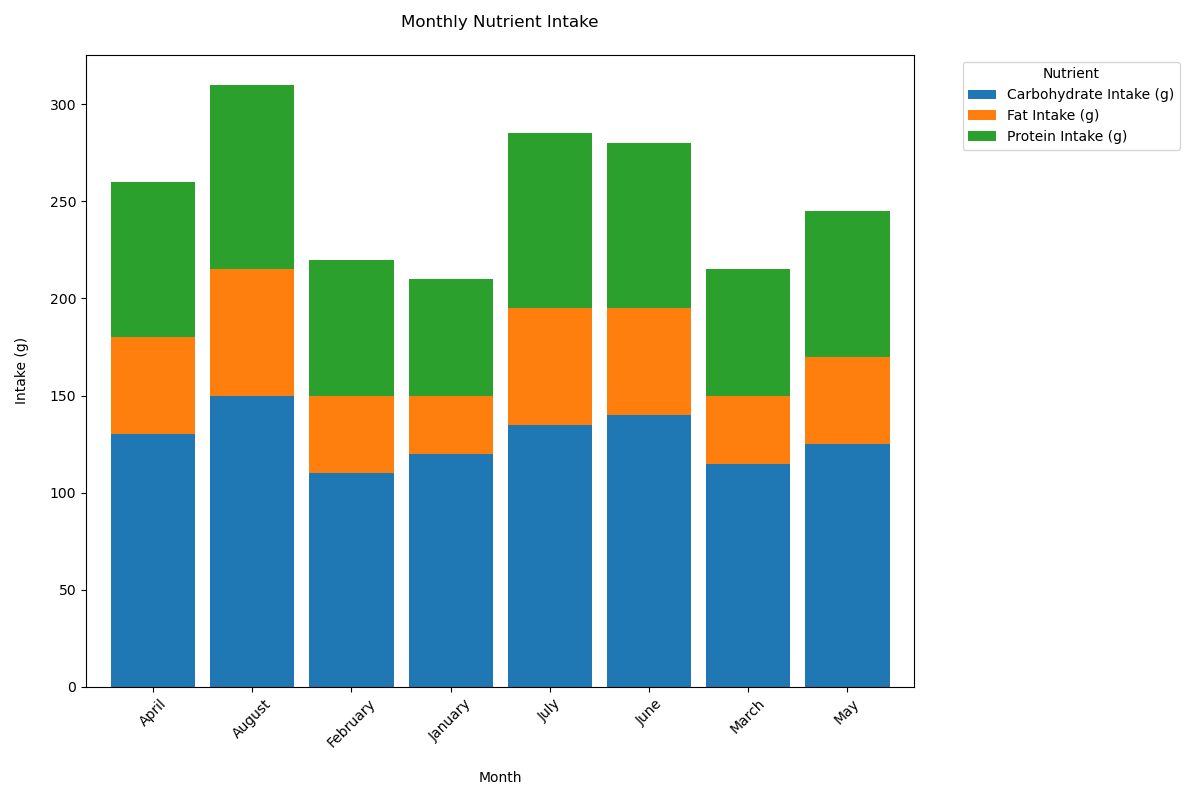 Monthly Nutrient Intake
Nutrient
Carbohydrate Intake (g)
Fat Intake (g)
Protein Intake (g)
Intake (g)
300
250
200
150
100
50
0
April
August
February
January
July
June
March
May
Month